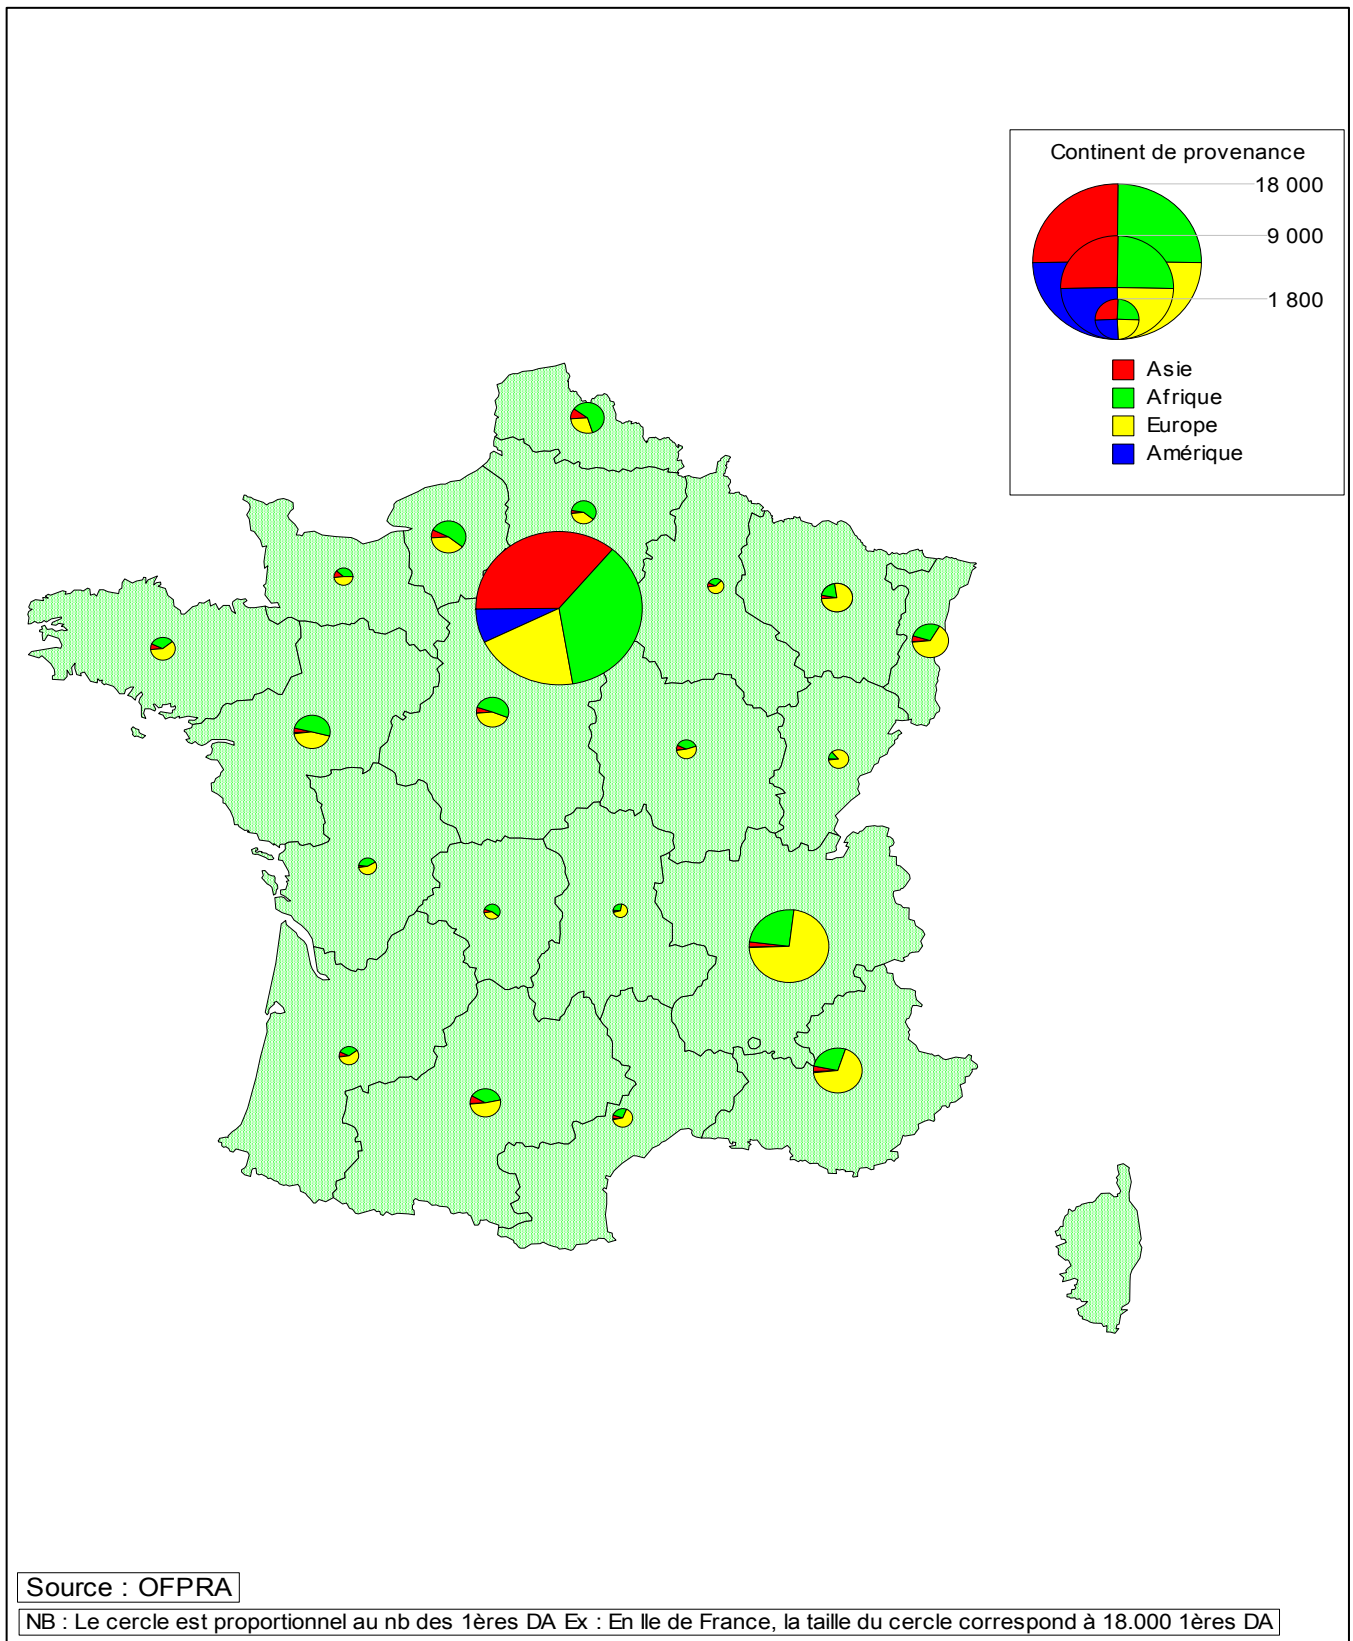 Continent de provenance
18 000
9 000
1 800
Asie
Afrique
Europe
Amérique
Source : OFPRA
NB : Le cercle est proportionnel au nb des 1ères DA Ex : En Ile de France, la taille du cercle correspond à 18.000 1ères DA